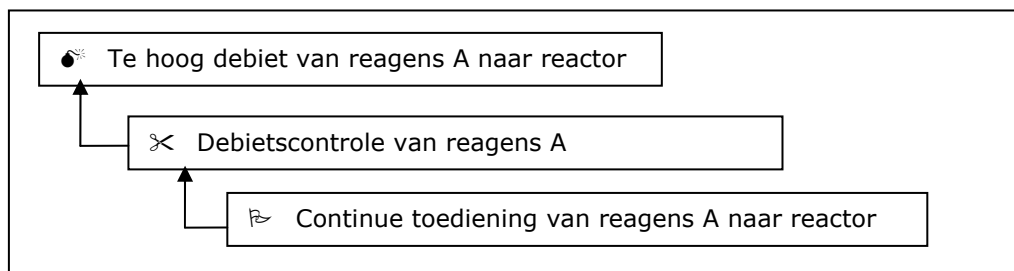 Te hoog debiet van reagens A naar reactor
Debietscontrole van reagens A
Continue toediening van reagens A naar reactor